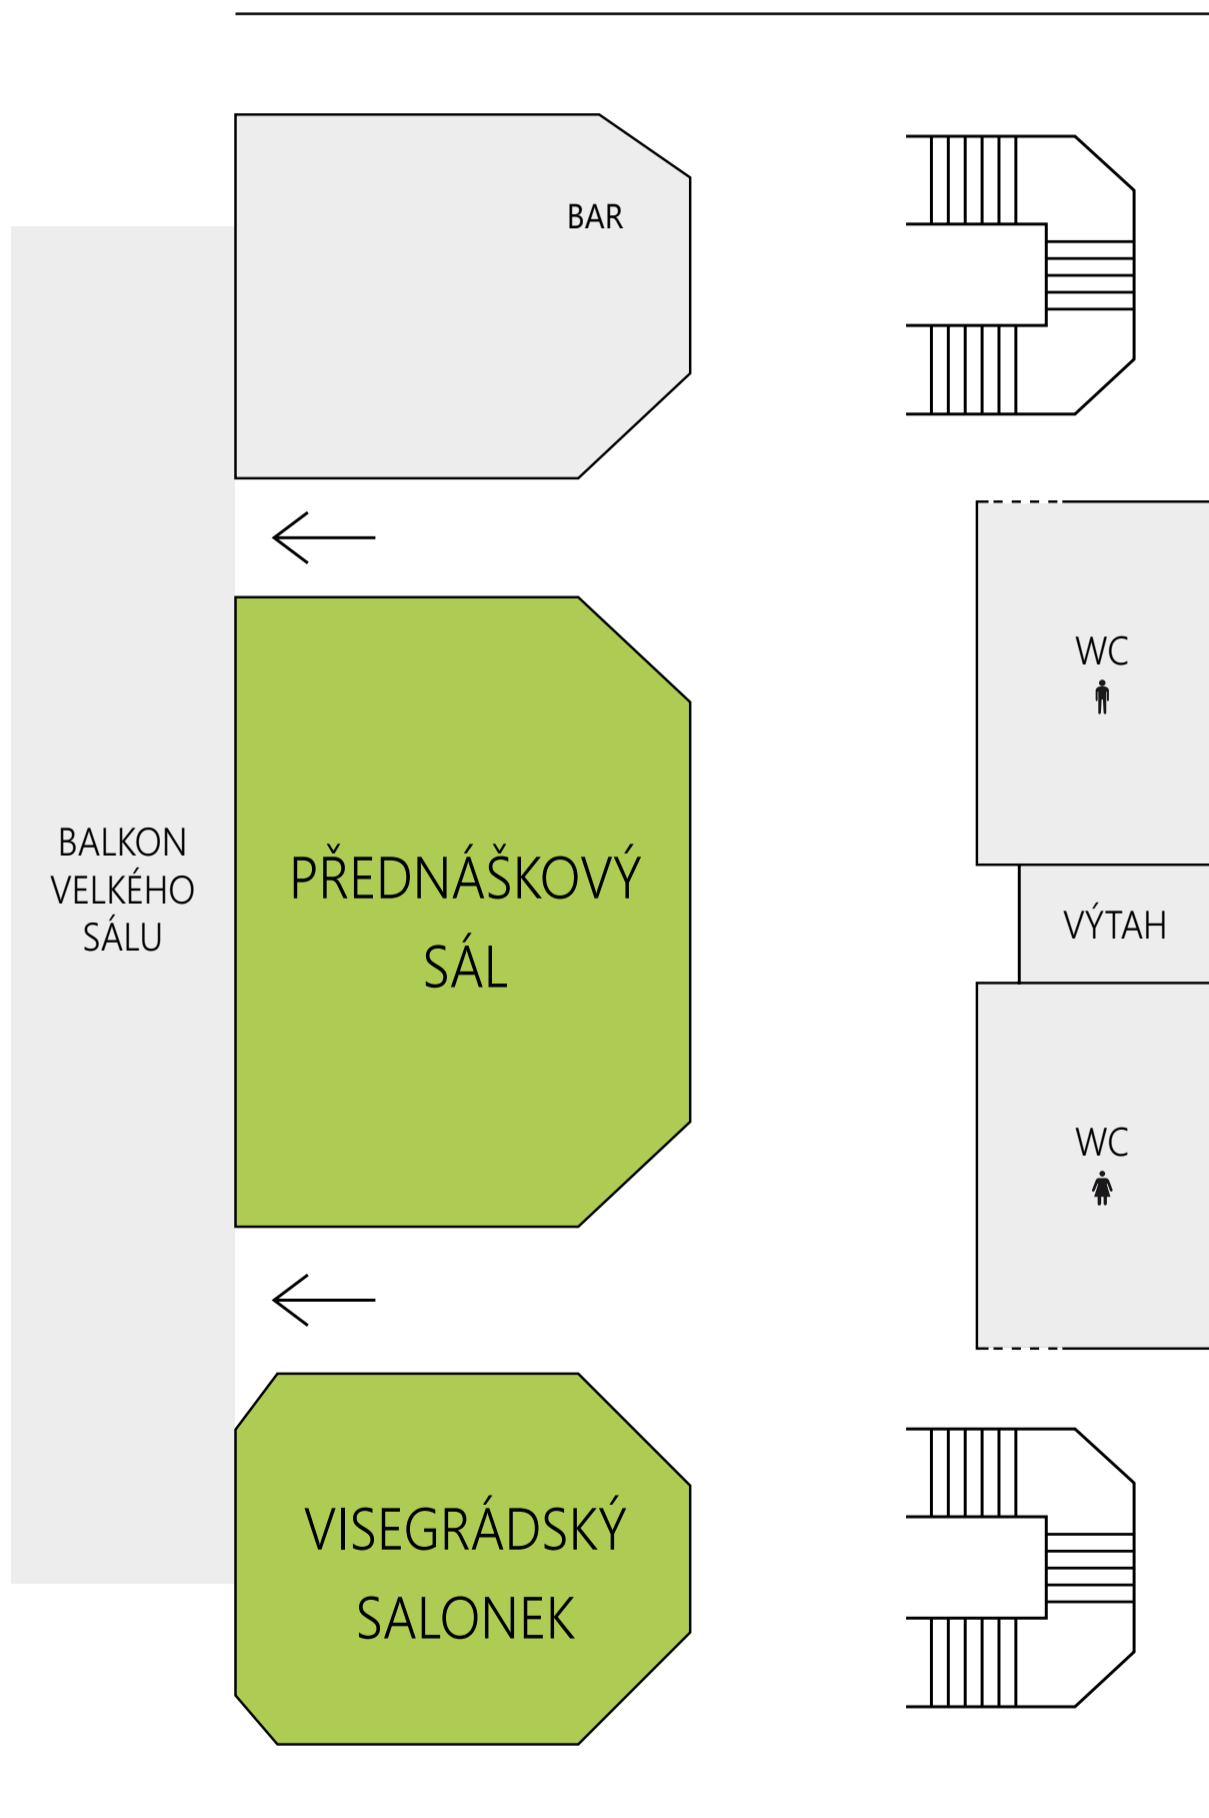 BAR
WC
BALKON
VELKÉHO
SÁLU
PŘEDNÁŠKOVÝ
SÁL
VÝTAH
WC
VISEGRÁDSKÝ
SALONEK